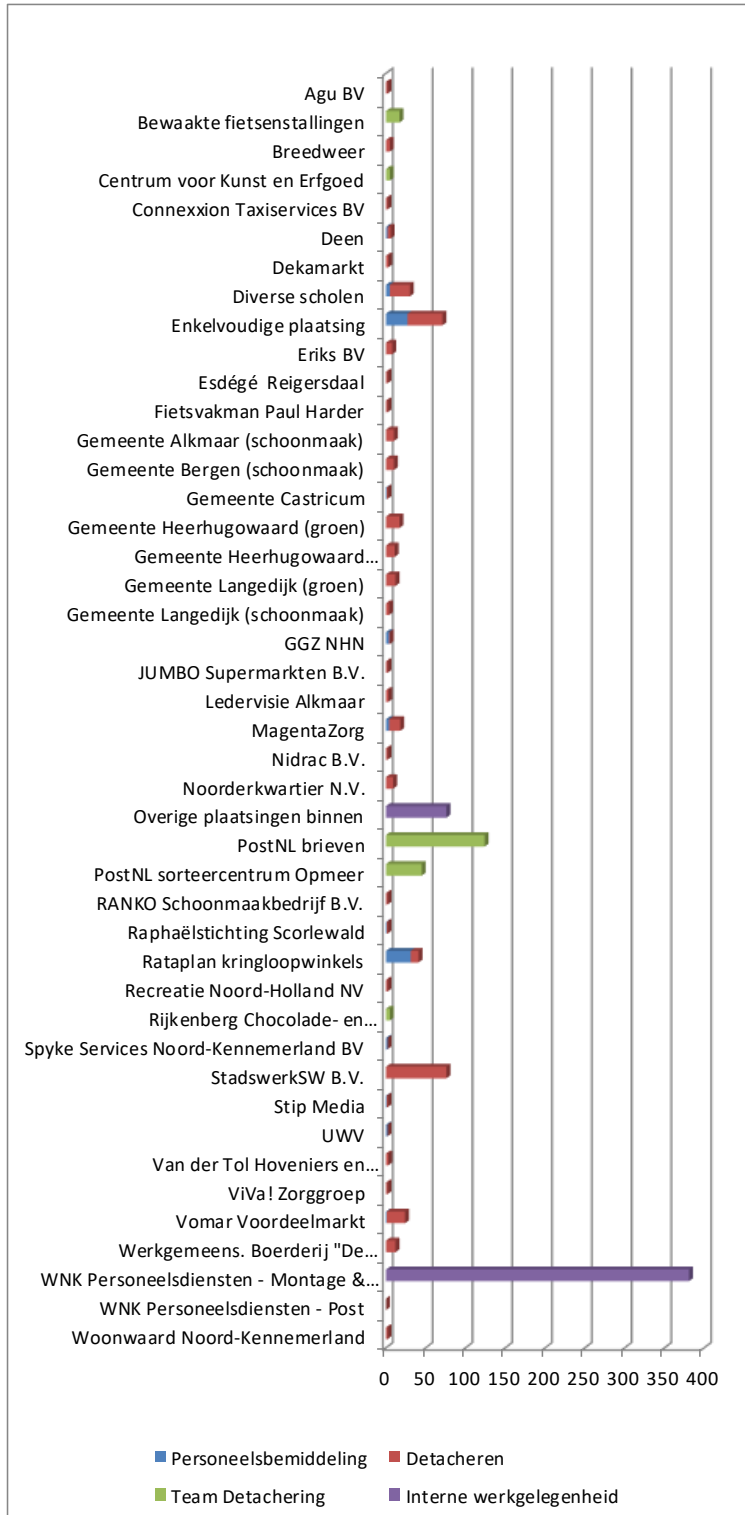 Agu BV
Bewaakte fietsenstallingen
Breedweer
Centrum voor Kunst en Erfgoed
Connexxion Taxiservices BV
Deen
Dekamarkt
Diverse scholen
Enkelvoudige plaatsing
Eriks BV
Esdégé  Reigersdaal
Fietsvakman Paul Harder
Gemeente Alkmaar (schoonmaak)
Gemeente Bergen (schoonmaak)
Gemeente Castricum
Gemeente Heerhugowaard (groen)
Gemeente Heerhugowaard...
Gemeente Langedijk (groen)
Gemeente Langedijk (schoonmaak)
GGZ NHN
JUMBO Supermarkten B.V.
Ledervisie Alkmaar
MagentaZorg
Nidrac B.V.
Noorderkwartier N.V.
Overige plaatsingen binnen
PostNL brieven
PostNL sorteercentrum Opmeer
RANKO Schoonmaakbedrijf B.V.
Raphaëlstichting Scorlewald
Rataplan kringloopwinkels
Recreatie Noord-Holland NV
Rijkenberg Chocolade- en...
Spyke Services Noord-Kennemerland BV
StadswerkSW B.V.
Stip Media
UWV
Van der Tol Hoveniers en...
ViVa! Zorggroep
Vomar Voordeelmarkt
Werkgemeens. Boerderij "De...
WNK Personeelsdiensten - Montage &...
WNK Personeelsdiensten - Post
Woonwaard Noord-Kennemerland
0 50 100 150 200 250 300 350 400
Personeelsbemiddeling Detacheren
Team Detachering Interne werkgelegenheid